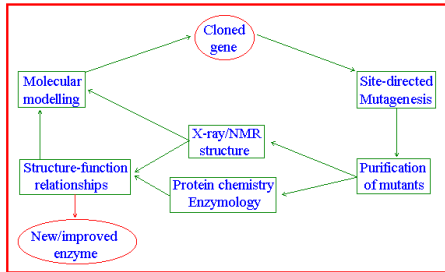 Cloned
gene
Molecular
modelling
Site-directed
Mutagenesis
X-ray/NMR
structure
Structure-function
relationships
Protein chemistry
Enzymology
Purification
of mutants
New/improved
enzyme